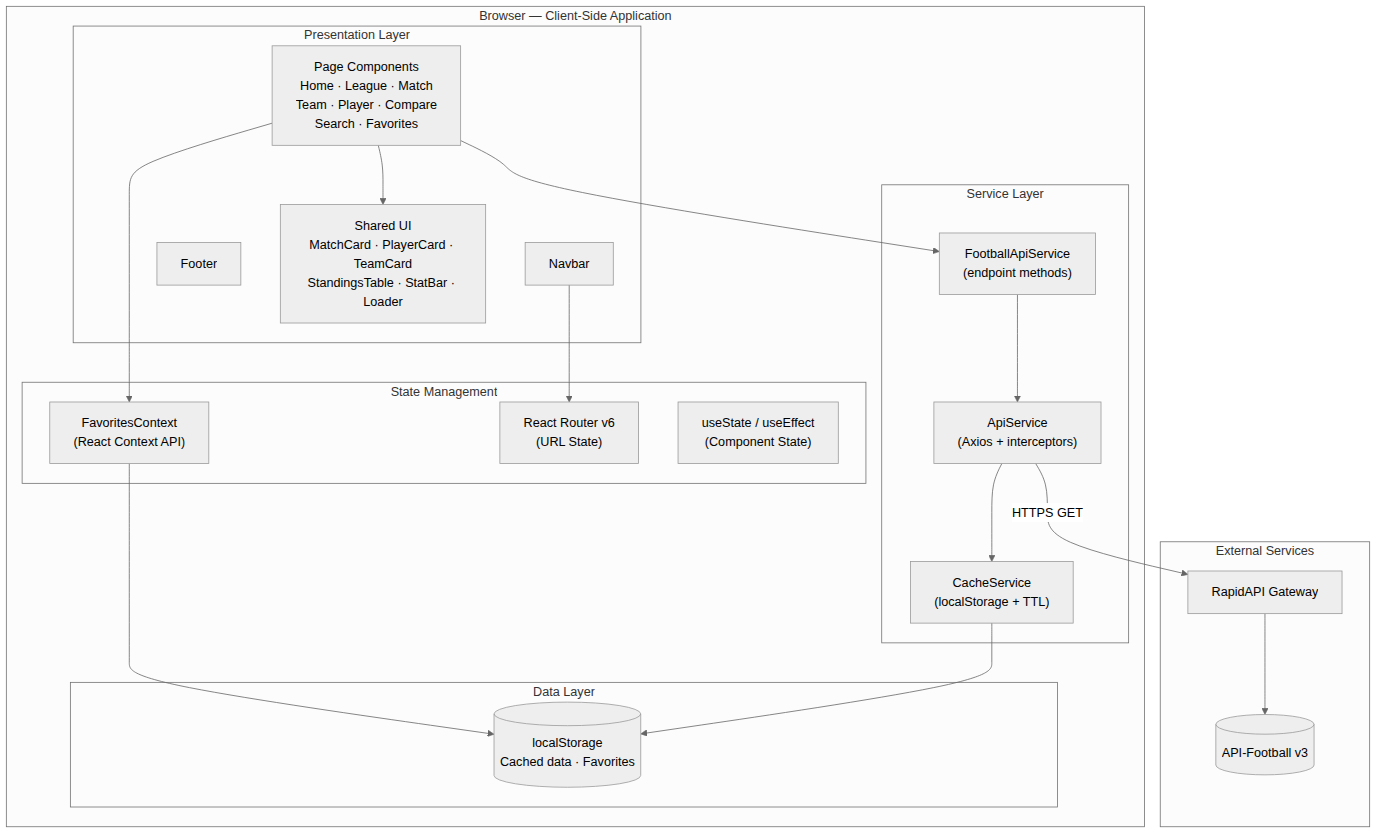 Browser — Client-Side Application
Presentation Layer
Page Components
Home · League · Match
Team · Player · Compare
Search · Favorites
Service Layer
Shared UI
MatchCard · PlayerCard ·
TeamCard
StandingsTable · StatBar ·
Loader
Footer
Navbar
FootballApiService
(endpoint methods)
State Management
FavoritesContext
(React Context API)
React Router v6
(URL State)
useState / useEffect
(Component State)
ApiService
(Axios + interceptors)
HTTPS GET
External Services
CacheService
(localStorage + TTL)
RapidAPI Gateway
Data Layer
localStorage
Cached data · Favorites
API-Football v3